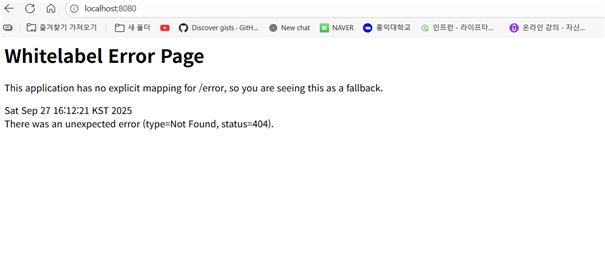 localhost:8080
즐겨찾기 가져오기 새 폴더 Discover gists · GitH... New chat NAVER 홍익대학교 인프런 - 라이프타... 온라인 강의 - 자신...
Whitelabel Error Page
This application has no explicit mapping for /error, so you are seeing this as a fallback.
Sat Sep 27 16:12:21 KST 2025
There was an unexpected error (type=Not Found, status=404).